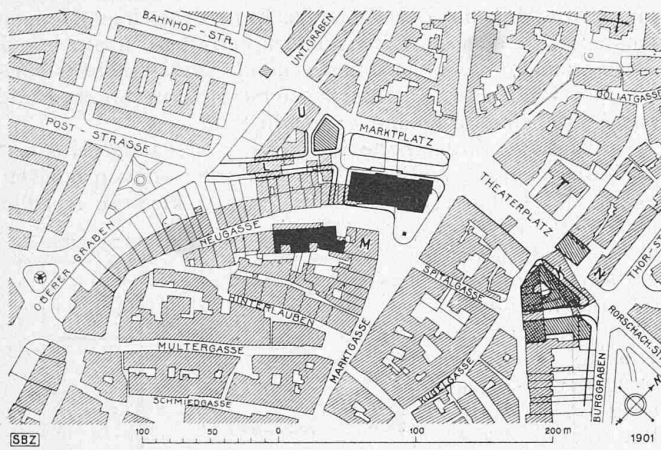 BAHNHOF - STR.
UNT. GRABEN
GOLIATGASSE
POST - STRASSE
U
MARKTPLATZ
L
THEATERPLATZ
T
OBERER GRABEN
NEUGASSE
M
N
THOR - ST
SPITALGASSE
HINTERLAUBEN
MARKTGASSE
MULTERGASSE
RORSCHACH. S
BURGGRABEN
SCHMIEDGASSE
SBZ
100 50 0 100 200 m
1901